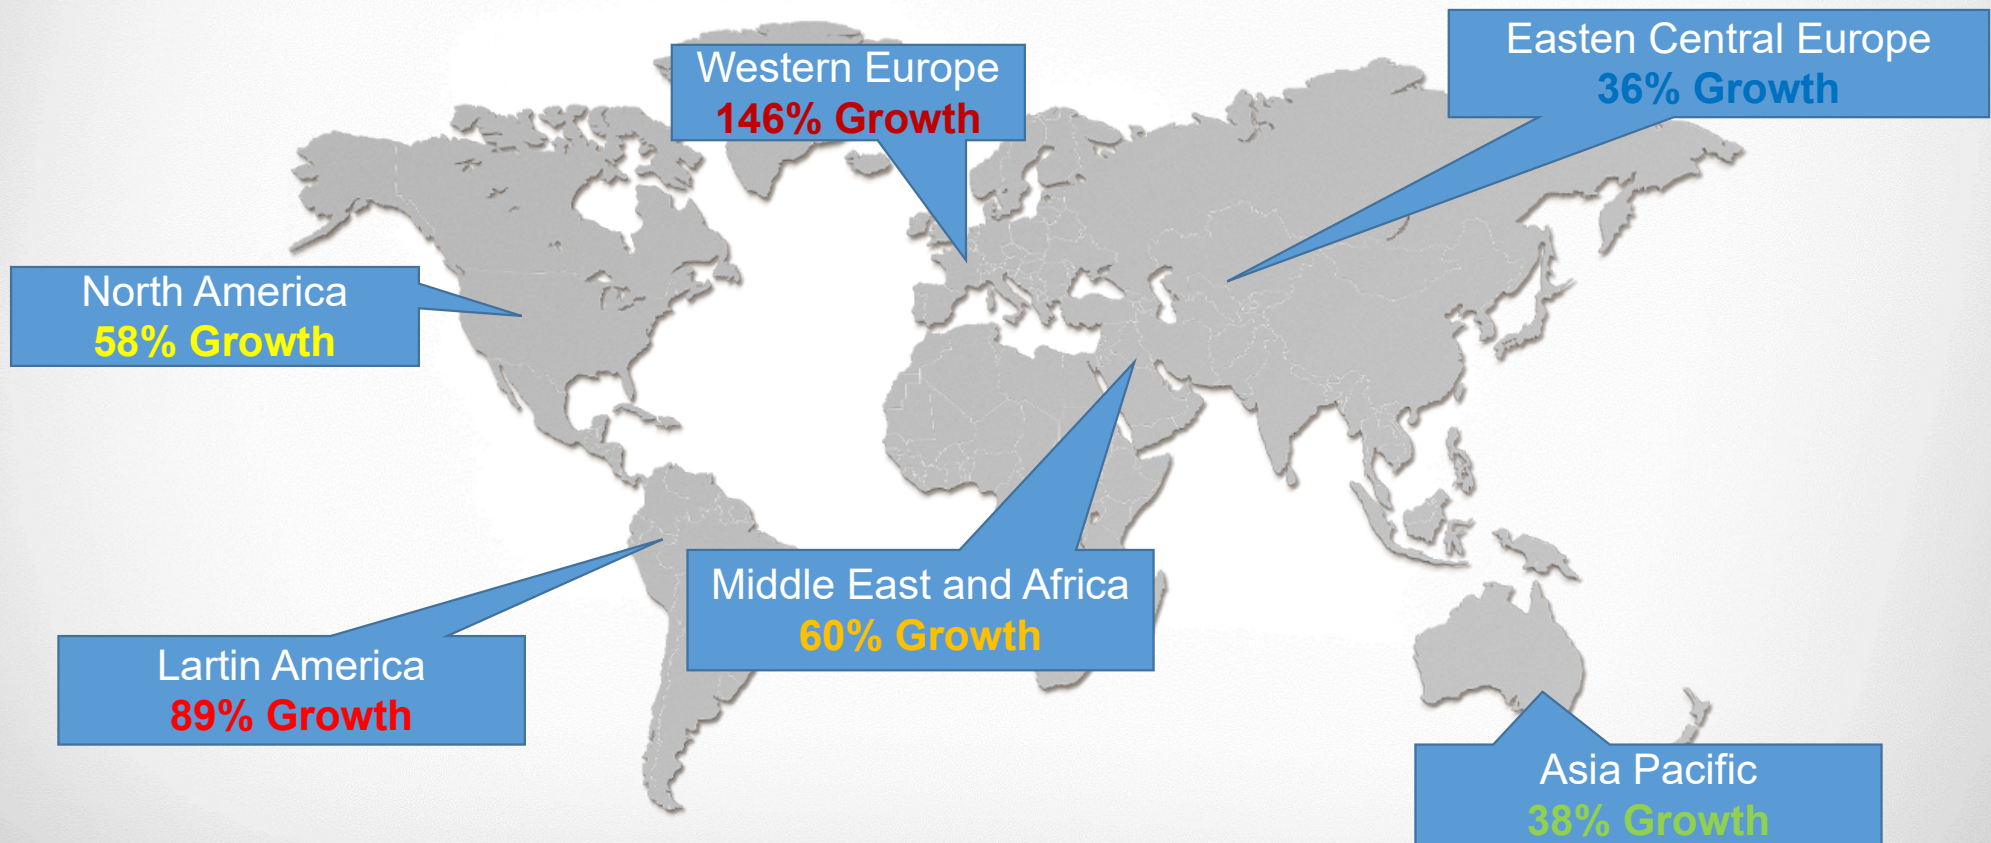 Western Europe
146% Growth
Easten Central Europe
36% Growth
North America
58% Growth
Middle East and Africa
60% Growth
Lartin America
89% Growth
Asia Pacific
38% Growth